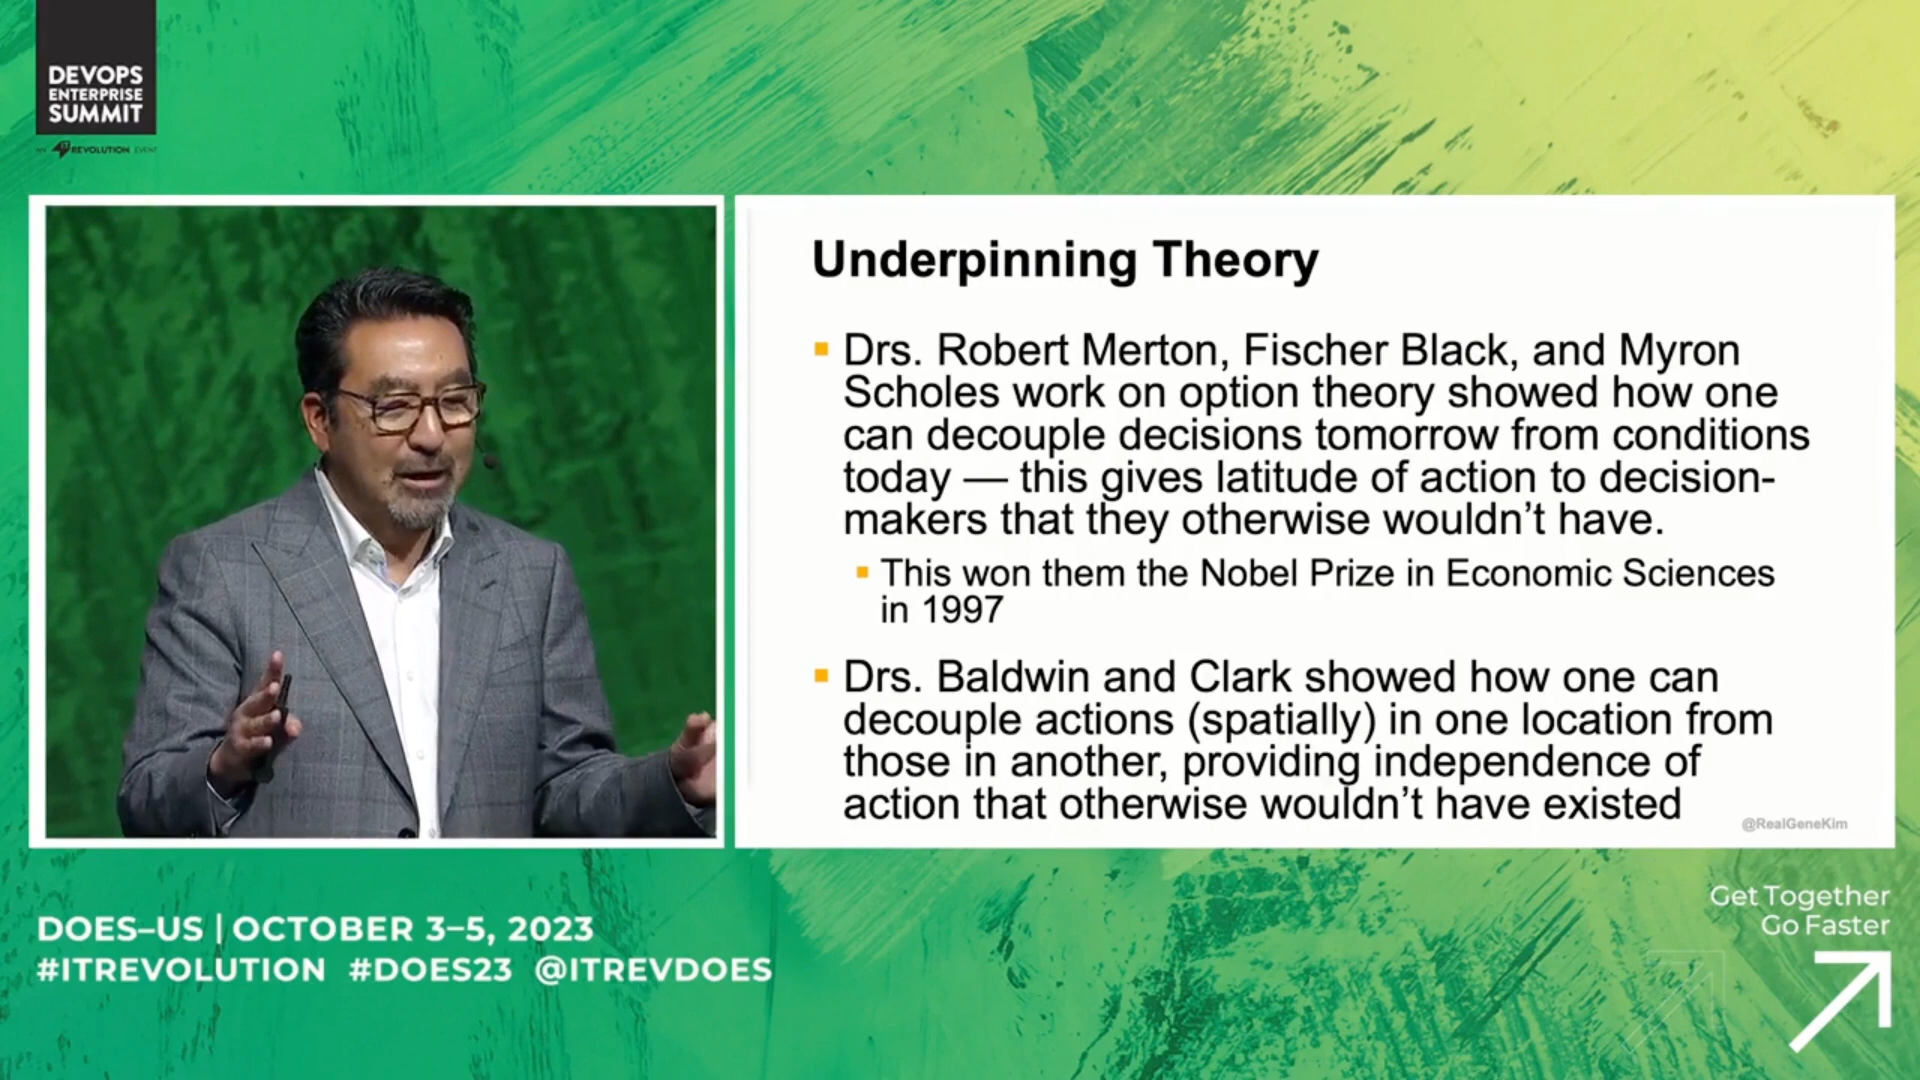 DEVOPS
ENTERPRISE
SUMMIT
AN IT REVOLUTION EVENT
Underpinning Theory
Drs. Robert Merton, Fischer Black, and Myron
Scholes work on option theory showed how one
can decouple decisions tomorrow from conditions
today — this gives latitude of action to decision-
makers that they otherwise wouldn’t have.
This won them the Nobel Prize in Economic Sciences
in 1997
Drs. Baldwin and Clark showed how one can
decouple actions (spatially) in one location from
those in another, providing independence of
action that otherwise wouldn’t have existed
@RealGeneKim
DOES–US | OCTOBER 3–5, 2023
#ITREVOLUTION #DOES23 @ITREVDOES
Get Together
Go Faster